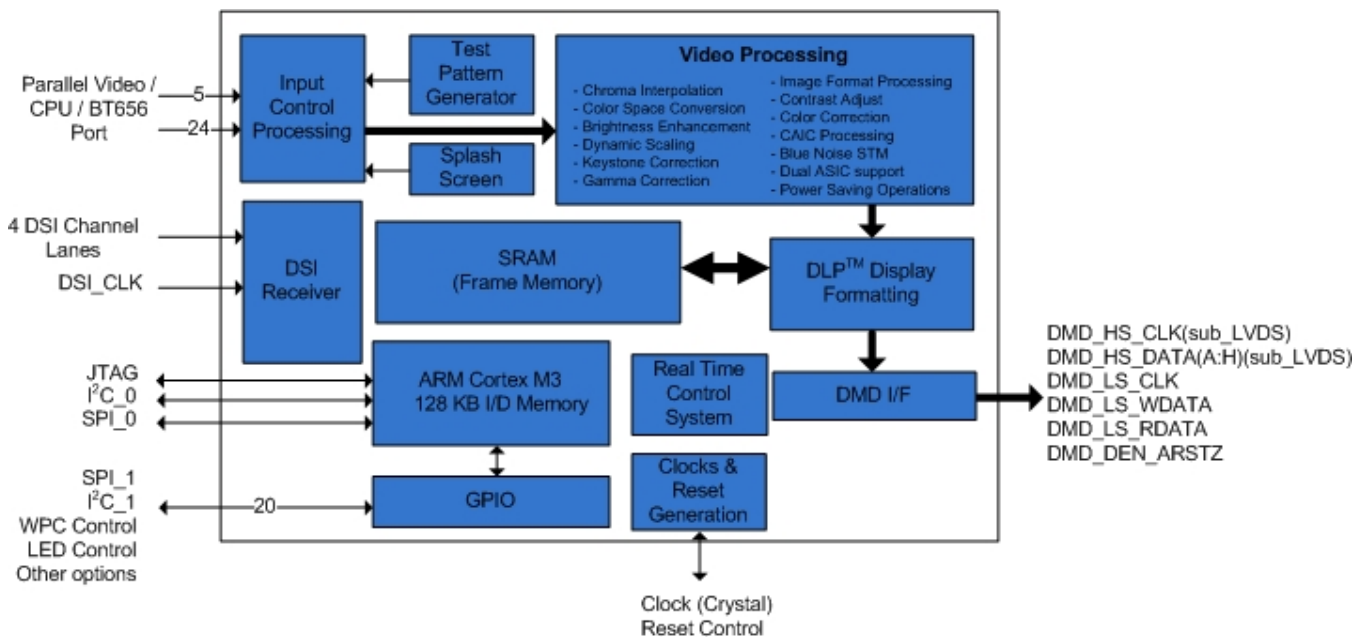 Parallel Video /
CPU / BT656
Port
5
24
Input
Control
Processing
Test
Pattern
Generator
Splash
Screen
Video Processing
- Chroma Interpolation
- Color Space Conversion
- Brightness Enhancement
- Dynamic Scaling
- Keystone Correction
- Gamma Correction
- Image Format Processing
- Contrast Adjust
- Color Correction
- CAIC Processing
- Blue Noise STM
- Dual ASIC support
- Power Saving Operations
4 DSI Channel
Lanes
DSI_CLK
DSI
Receiver
SRAM
(Frame Memory)
DLP™ Display
Formatting
JTAG
I²C_0
SPI_0
ARM Cortex M3
128 KB I/D Memory
Real Time
Control
System
DMD I/F
DMD_HS_CLK(sub_LVDS)
DMD_HS_DATA(A:H)(sub_LVDS)
DMD_LS_CLK
DMD_LS_WDATA
DMD_LS_RDATA
DMD_DEN_ARSTZ
SPI_1
I²C_1
WPC Control
LED Control
Other options
20
GPIO
Clocks &
Reset
Generation
Clock (Crystal)
Reset Control